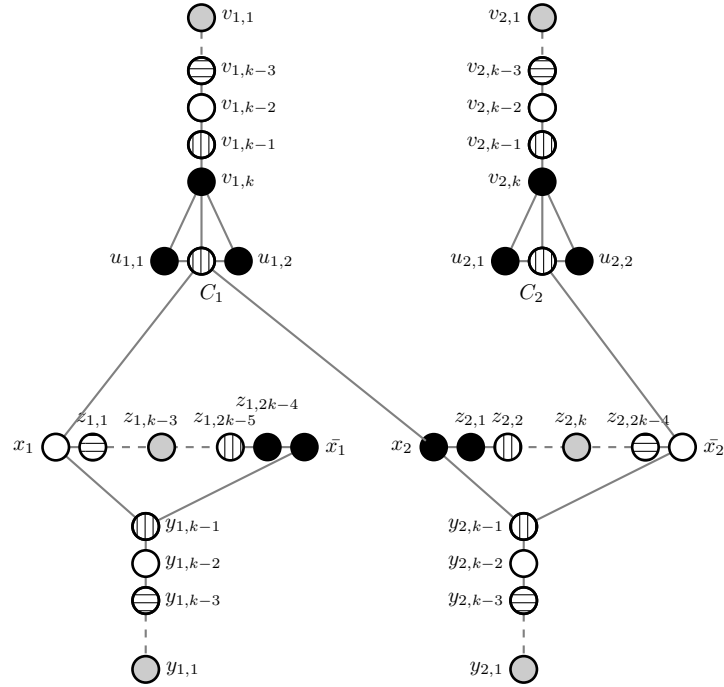 v_{1,1} v_{2,1}
v_{1,k−3} v_{2,k−3}
v_{1,k−2} v_{2,k−2}
v_{1,k−1} v_{2,k−1}
v_{1,k} v_{2,k}
u_{1,1} u_{1,2} u_{2,1} u_{2,2}
C_1 C_2
z_{1,2k−4}
z_{1,1} z_{1,k−3} z_{1,2k−5} z_{2,1} z_{2,2} z_{2,k} z_{2,2k−4}
x_1 x̄_1 x_2 x̄_2
y_{1,k−1} y_{2,k−1}
y_{1,k−2} y_{2,k−2}
y_{1,k−3} y_{2,k−3}
y_{1,1} y_{2,1}